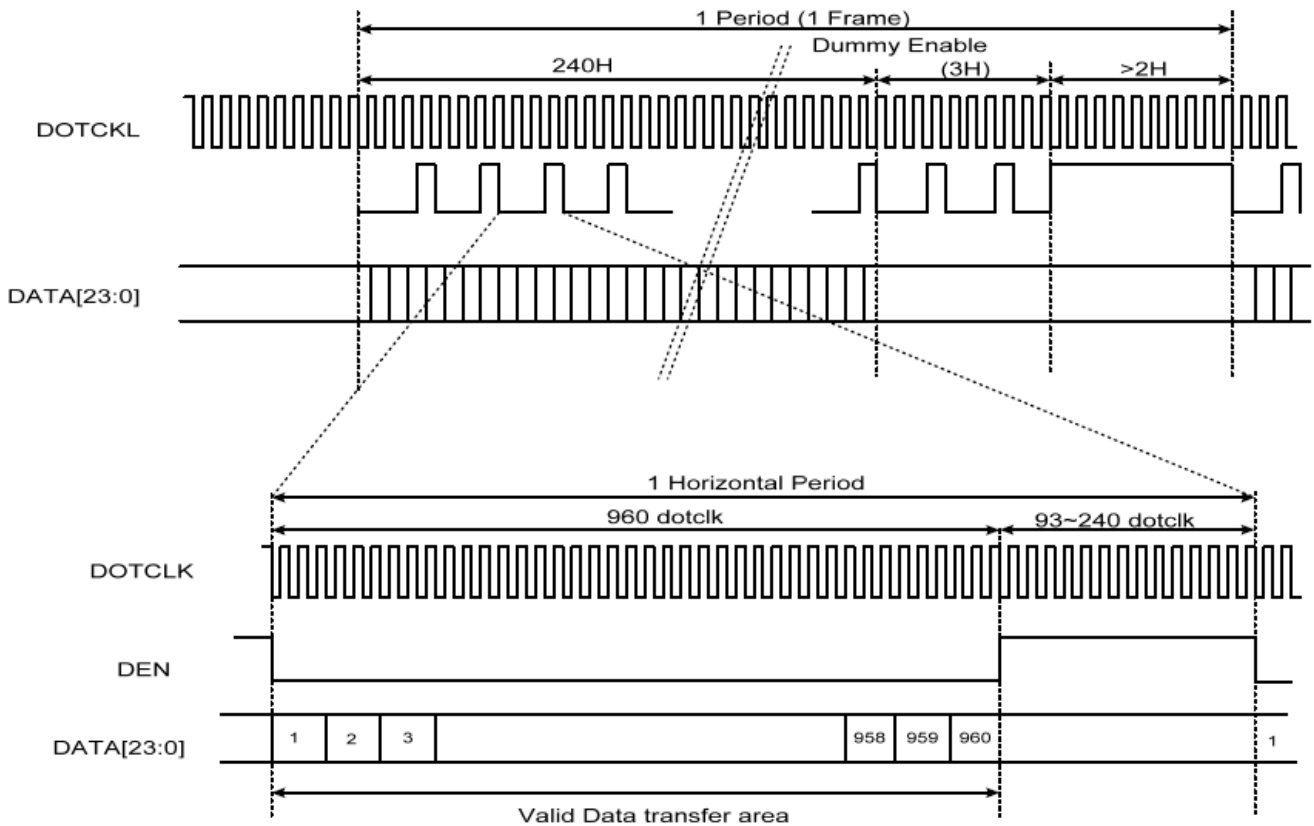 1 Period (1 Frame)
Dummy Enable
240H
(3H)
>2H
DOTCKL
DATA[23:0]
1 Horizontal Period
960 dotclk
93~240 dotclk
DOTCLK
DEN
DATA[23:0]
1
2
3
958
959
960
1
Valid Data transfer area